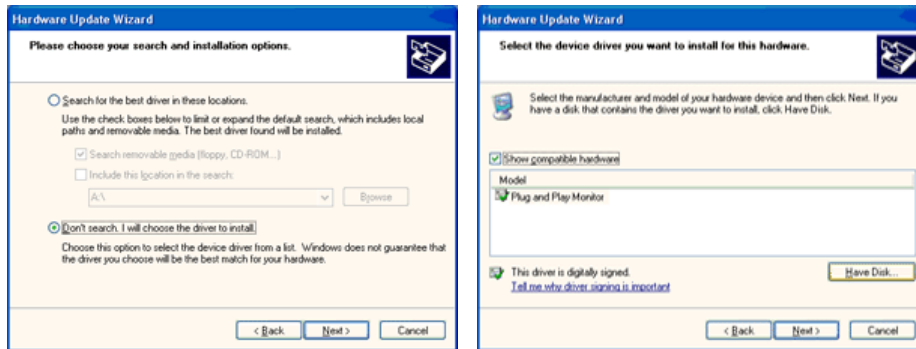 Hardware Update Wizard
Please choose your search and installation options.
Search for the best driver in these locations.
Use the check boxes below to limit or expand the default search, which includes local
paths and removable media. The best driver found will be installed.
Search removable media (floppy, CD-ROM...)
Include this location in the search:
A:\
Browse
Don't search. I will choose the driver to install.
Choose this option to select the device driver from a list. Windows does not guarantee that
the driver you choose will be the best match for your hardware.
< Back
Next >
Cancel
Hardware Update Wizard
Select the device driver you want to install for this hardware.
Select the manufacturer and model of your hardware device and then click Next. If you
have a disk that contains the driver you want to install, click Have Disk.
Show compatible hardware
Model
Plug and Play Monitor
This driver is digitally signed.
Tell me why driver signing is important
Have Disk...
< Back
Next >
Cancel